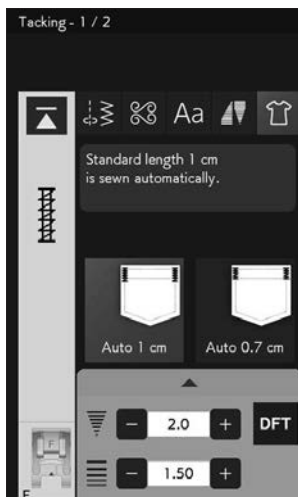 Tacking - 1 / 2
Aa
Standard length 1 cm
is sewn automatically.
Auto 1 cm
Auto 0.7 cm
2.0
DFT
1.50
F
F